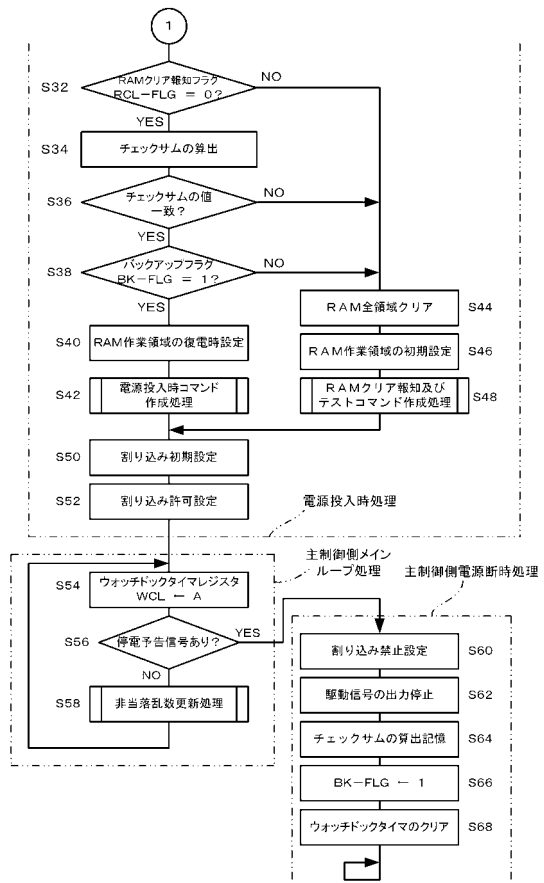 1
S32
RAMクリア報知フラグ
RCL－FLG ＝ 0？
NO
YES
S34
チェックサムの算出
S36
チェックサムの値
一致？
NO
YES
S38
バックアップフラグ
BK－FLG ＝ 1？
NO
YES
RAM全領域クリア
S44
S40
RAM作業領域の復電時設定
RAM作業領域の初期設定
S46
S42
電源投入時コマンド
作成処理
RAMクリア報知及び
テストコマンド作成処理
S48
S50
割り込み初期設定
S52
割り込み許可設定
電源投入時処理
主制御側メイン
ループ処理
S54
ウォッチドックタイマレジスタ
WCL ← A
主制御側電源断時処理
S56
停電予告信号あり？
YES
NO
S58
非当落乱数更新処理
割り込み禁止設定
S60
駆動信号の出力停止
S62
チェックサムの算出記憶
S64
BK－FLG ← 1
S66
ウォッチドックタイマのクリア
S68